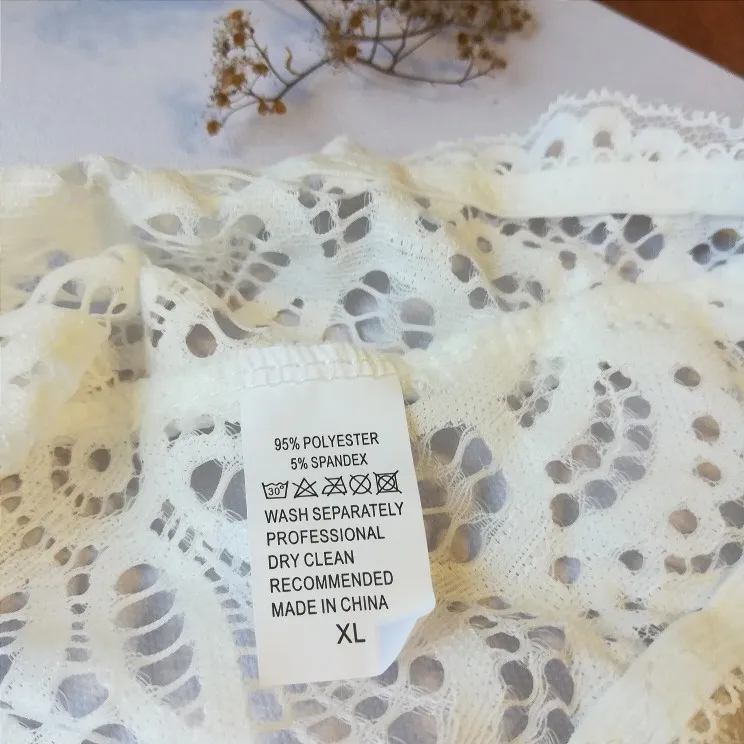 95% POLYESTER
5% SPANDEX
30°
WASH SEPARATELY
PROFESSIONAL
DRY CLEAN
RECOMMENDED
MADE IN CHINA
XL